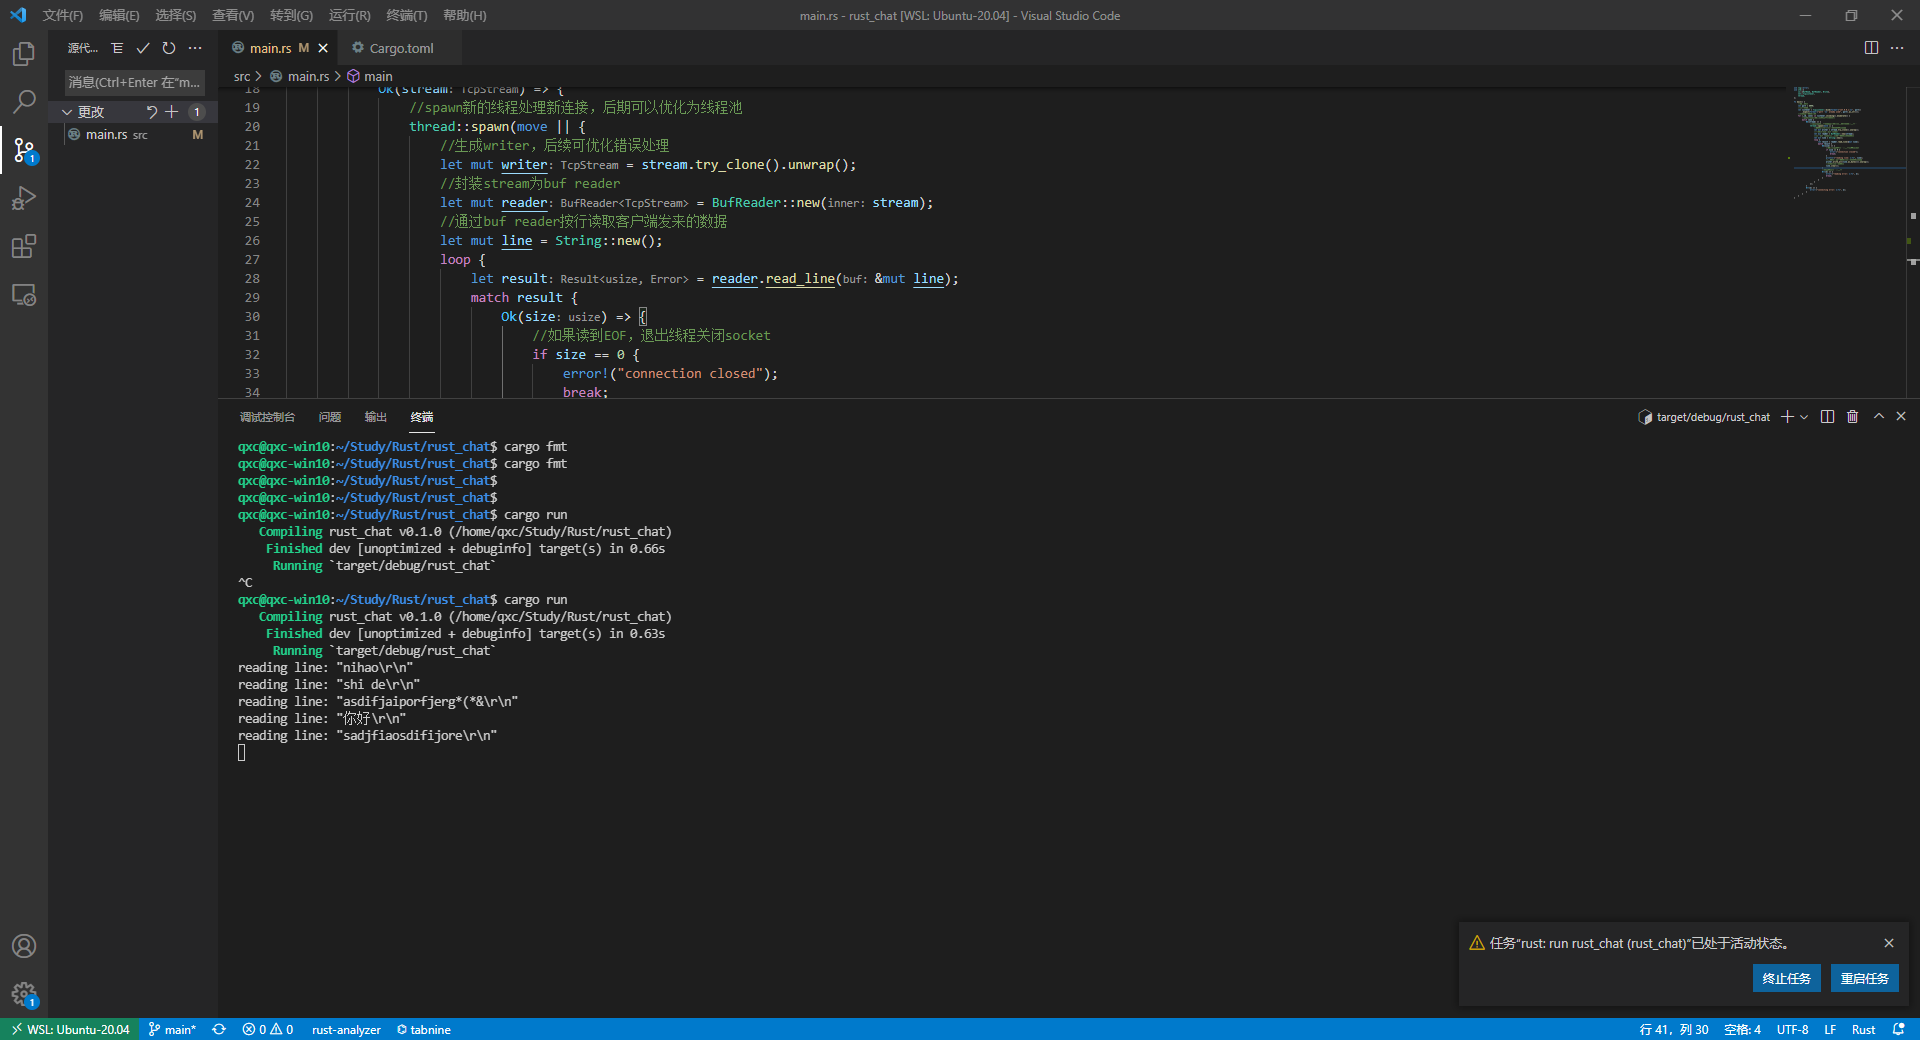 文件(F) 编辑(E) 选择(S) 查看(V) 转到(G) 运行(R) 终端(T) 帮助(H) main.rs - rust_chat [WSL: Ubuntu-20.04] - Visual Studio Code
源代...
main.rs M
Cargo.toml
消息(Ctrl+Enter 在"m...
src > main.rs > main
更改 1
main.rs src M
1
18 Ok(stream: TcpStream) => {
19 //spawn新的线程处理新连接，后期可以优化为线程池
20 thread::spawn(move || {
21 //生成writer，后续可优化错误处理
22 let mut writer: TcpStream = stream.try_clone().unwrap();
23 //封装stream为buf reader
24 let mut reader: BufReader<TcpStream> = BufReader::new(inner: stream);
25 //通过buf reader按行读取客户端发来的数据
26 let mut line = String::new();
27 loop {
28 let result: Result<usize, Error> = reader.read_line(buf: &mut line);
29 match result {
30 Ok(size: usize) => {
31 //如果读到EOF，退出线程关闭socket
32 if size == 0 {
33 error!("connection closed");
34 break;
调试控制台 问题 输出 终端 target/debug/rust_chat
qxc@qxc-win10:~/Study/Rust/rust_chat$ cargo fmt
qxc@qxc-win10:~/Study/Rust/rust_chat$ cargo fmt
qxc@qxc-win10:~/Study/Rust/rust_chat$
qxc@qxc-win10:~/Study/Rust/rust_chat$
qxc@qxc-win10:~/Study/Rust/rust_chat$ cargo run
Compiling rust_chat v0.1.0 (/home/qxc/Study/Rust/rust_chat)
Finished dev [unoptimized + debuginfo] target(s) in 0.66s
Running `target/debug/rust_chat`
^C
qxc@qxc-win10:~/Study/Rust/rust_chat$ cargo run
Compiling rust_chat v0.1.0 (/home/qxc/Study/Rust/rust_chat)
Finished dev [unoptimized + debuginfo] target(s) in 0.63s
Running `target/debug/rust_chat`
reading line: "nihao\r\n"
reading line: "shi de\r\n"
reading line: "asdifjaiporfjerg*(*&\r\n"
reading line: "你好\r\n"
reading line: "sadjfiaosdifijore\r\n"
任务"rust: run rust_chat (rust_chat)"已处于活动状态。
终止任务 重启任务
1
WSL: Ubuntu-20.04 main* 0 0 rust-analyzer tabnine 行 41，列 30 空格: 4 UTF-8 LF Rust